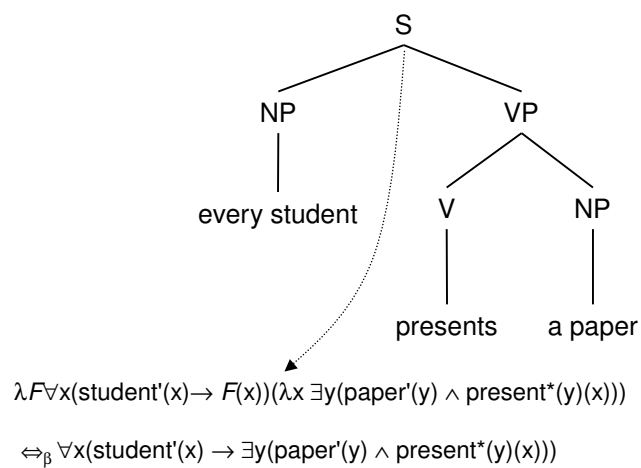 S
NP VP
every student V NP
presents a paper
λF∀x(student'(x)→ F(x))(λx ∃y(paper'(y) ∧ present*(y)(x)))
⇔β ∀x(student'(x) → ∃y(paper'(y) ∧ present*(y)(x)))